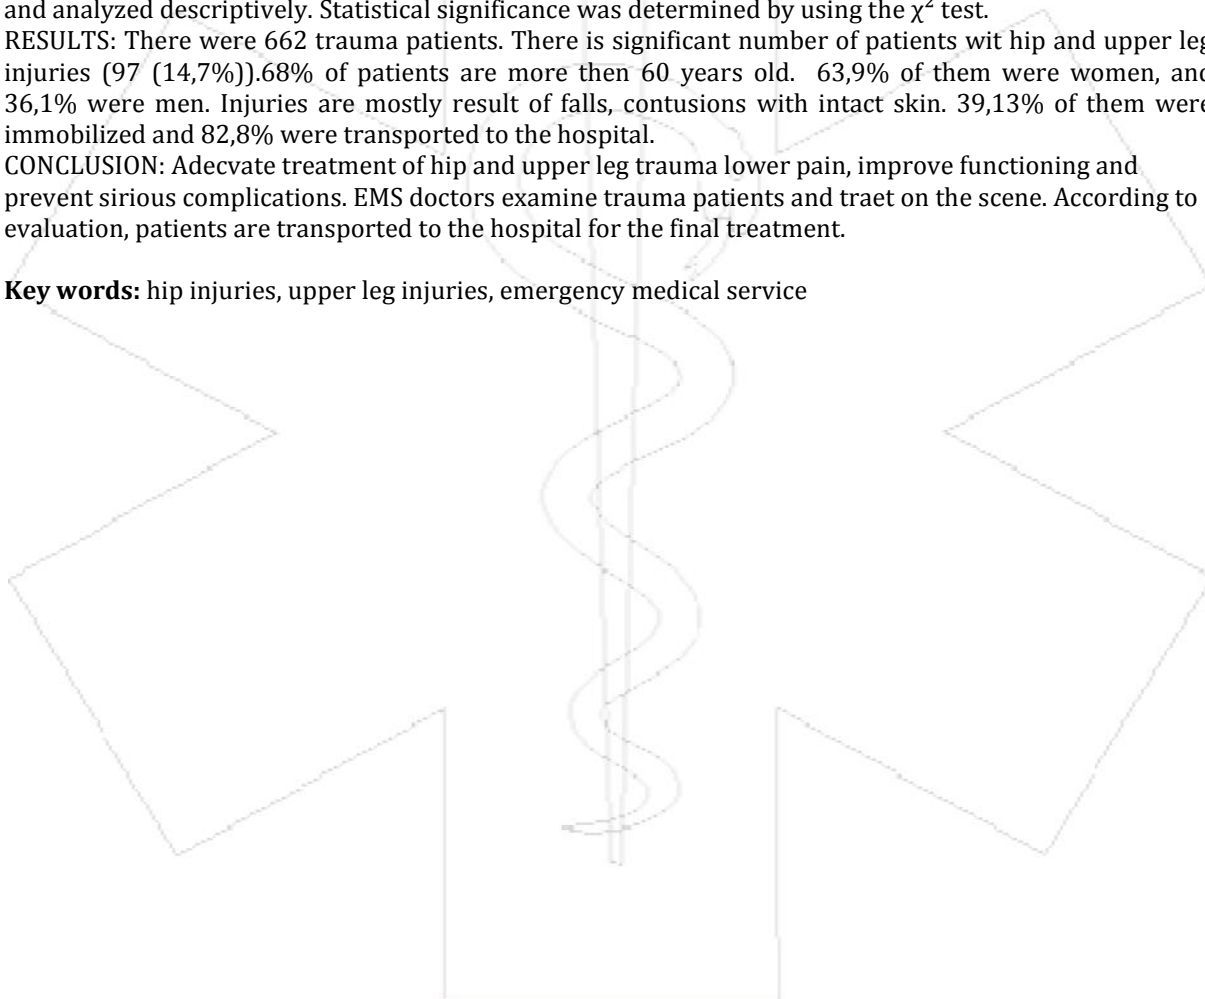 and analyzed descriptively. Statistical significance was determined by using the χ² test.
RESULTS: There were 662 trauma patients. There is significant number of patients wit hip and upper leg
injuries (97 (14,7%)).68% of patients are more then 60 years old. 63,9% of them were women, and
36,1% were men. Injuries are mostly result of falls, contusions with intact skin. 39,13% of them were
immobilized and 82,8% were transported to the hospital.
CONCLUSION: Adecvate treatment of hip and upper leg trauma lower pain, improve functioning and
prevent sirious complications. EMS doctors examine trauma patients and traet on the scene. According to
evaluation, patients are transported to the hospital for the final treatment.
Key words: hip injuries, upper leg injuries, emergency medical service